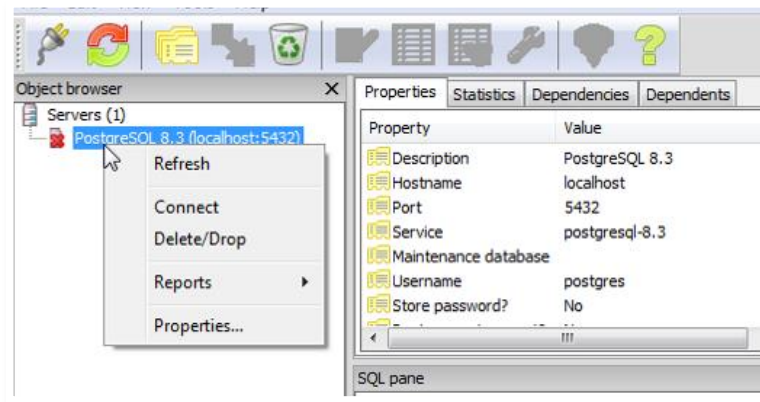 Object browser
Servers (1)
PostgreSQL 8.3 (localhost:5432)
Refresh
Connect
Delete/Drop
Reports
Properties...
Properties Statistics Dependencies Dependents
Property Value
Description PostgreSQL 8.3
Hostname localhost
Port 5432
Service postgresql-8.3
Maintenance database
Username postgres
Store password? No
SQL pane